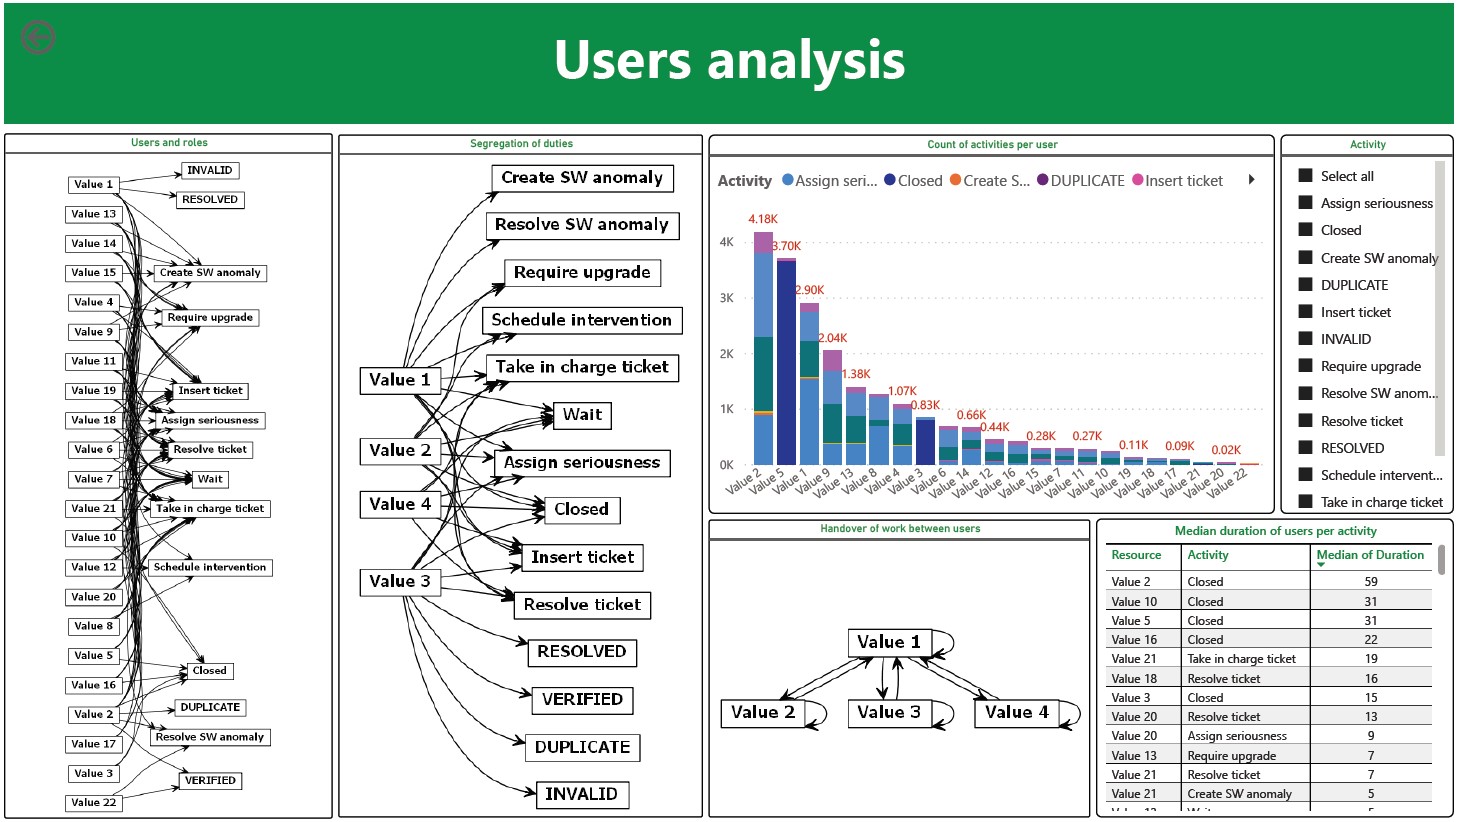 Users analysis
Users and roles
Value 1
Value 13
Value 14
Value 15
Value 4
Value 9
Value 11
Value 19
Value 18
Value 6
Value 7
Value 21
Value 10
Value 12
Value 20
Value 8
Value 5
Value 16
Value 2
Value 17
Value 3
Value 22
INVALID
RESOLVED
Create SW anomaly
Require upgrade
Insert ticket
Assign seriousness
Resolve ticket
Wait
Take in charge ticket
Schedule intervention
Closed
DUPLICATE
Resolve SW anomaly
VERIFIED
Segregation of duties
Value 1
Value 2
Value 4
Value 3
Create SW anomaly
Resolve SW anomaly
Require upgrade
Schedule intervention
Take in charge ticket
Wait
Assign seriousness
Closed
Insert ticket
Resolve ticket
RESOLVED
VERIFIED
DUPLICATE
INVALID
Count of activities per user
Activity Assign seri... Closed Create S... DUPLICATE Insert ticket
4K
3K
2K
1K
0K
4.18K
3.70K
2.90K
2.04K
1.38K
1.07K
0.83K
0.66K
0.44K
0.28K
0.27K
0.11K
0.09K
0.02K
Value 2
Value 5
Value 1
Value 9
Value 13
Value 8
Value 4
Value 3
Value 6
Value 14
Value 12
Value 16
Value 15
Value 7
Value 11
Value 10
Value 19
Value 18
Value 17
Value 21
Value 20
Value 22
Activity
Select all
Assign seriousness
Closed
Create SW anomaly
DUPLICATE
Insert ticket
INVALID
Require upgrade
Resolve SW anom...
Resolve ticket
RESOLVED
Schedule intervent...
Take in charge ticket
Handover of work between users
Value 1
Value 2
Value 3
Value 4
Median duration of users per activity
Resource Activity Median of Duration
Value 2 Closed 59
Value 10 Closed 31
Value 5 Closed 31
Value 16 Closed 22
Value 21 Take in charge ticket 19
Value 18 Resolve ticket 16
Value 3 Closed 15
Value 20 Resolve ticket 13
Value 20 Assign seriousness 9
Value 13 Require upgrade 7
Value 21 Resolve ticket 7
Value 21 Create SW anomaly 5